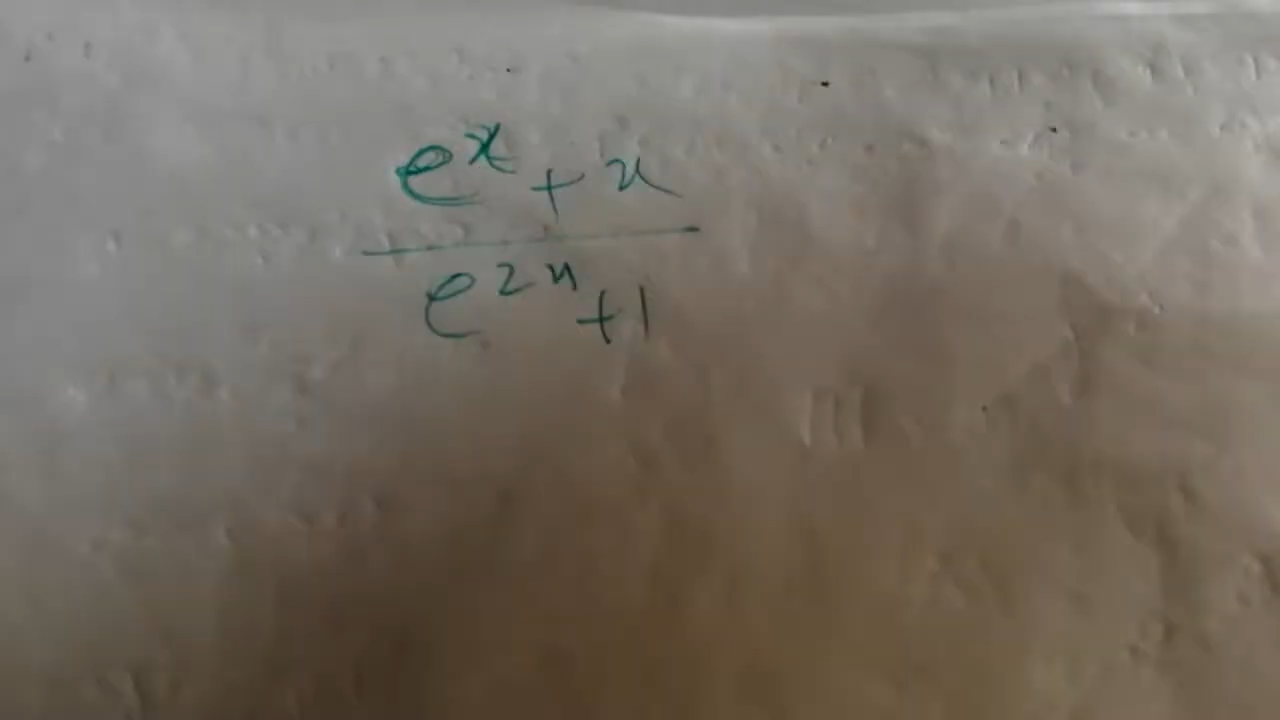 e^x + x
e^2x + 1